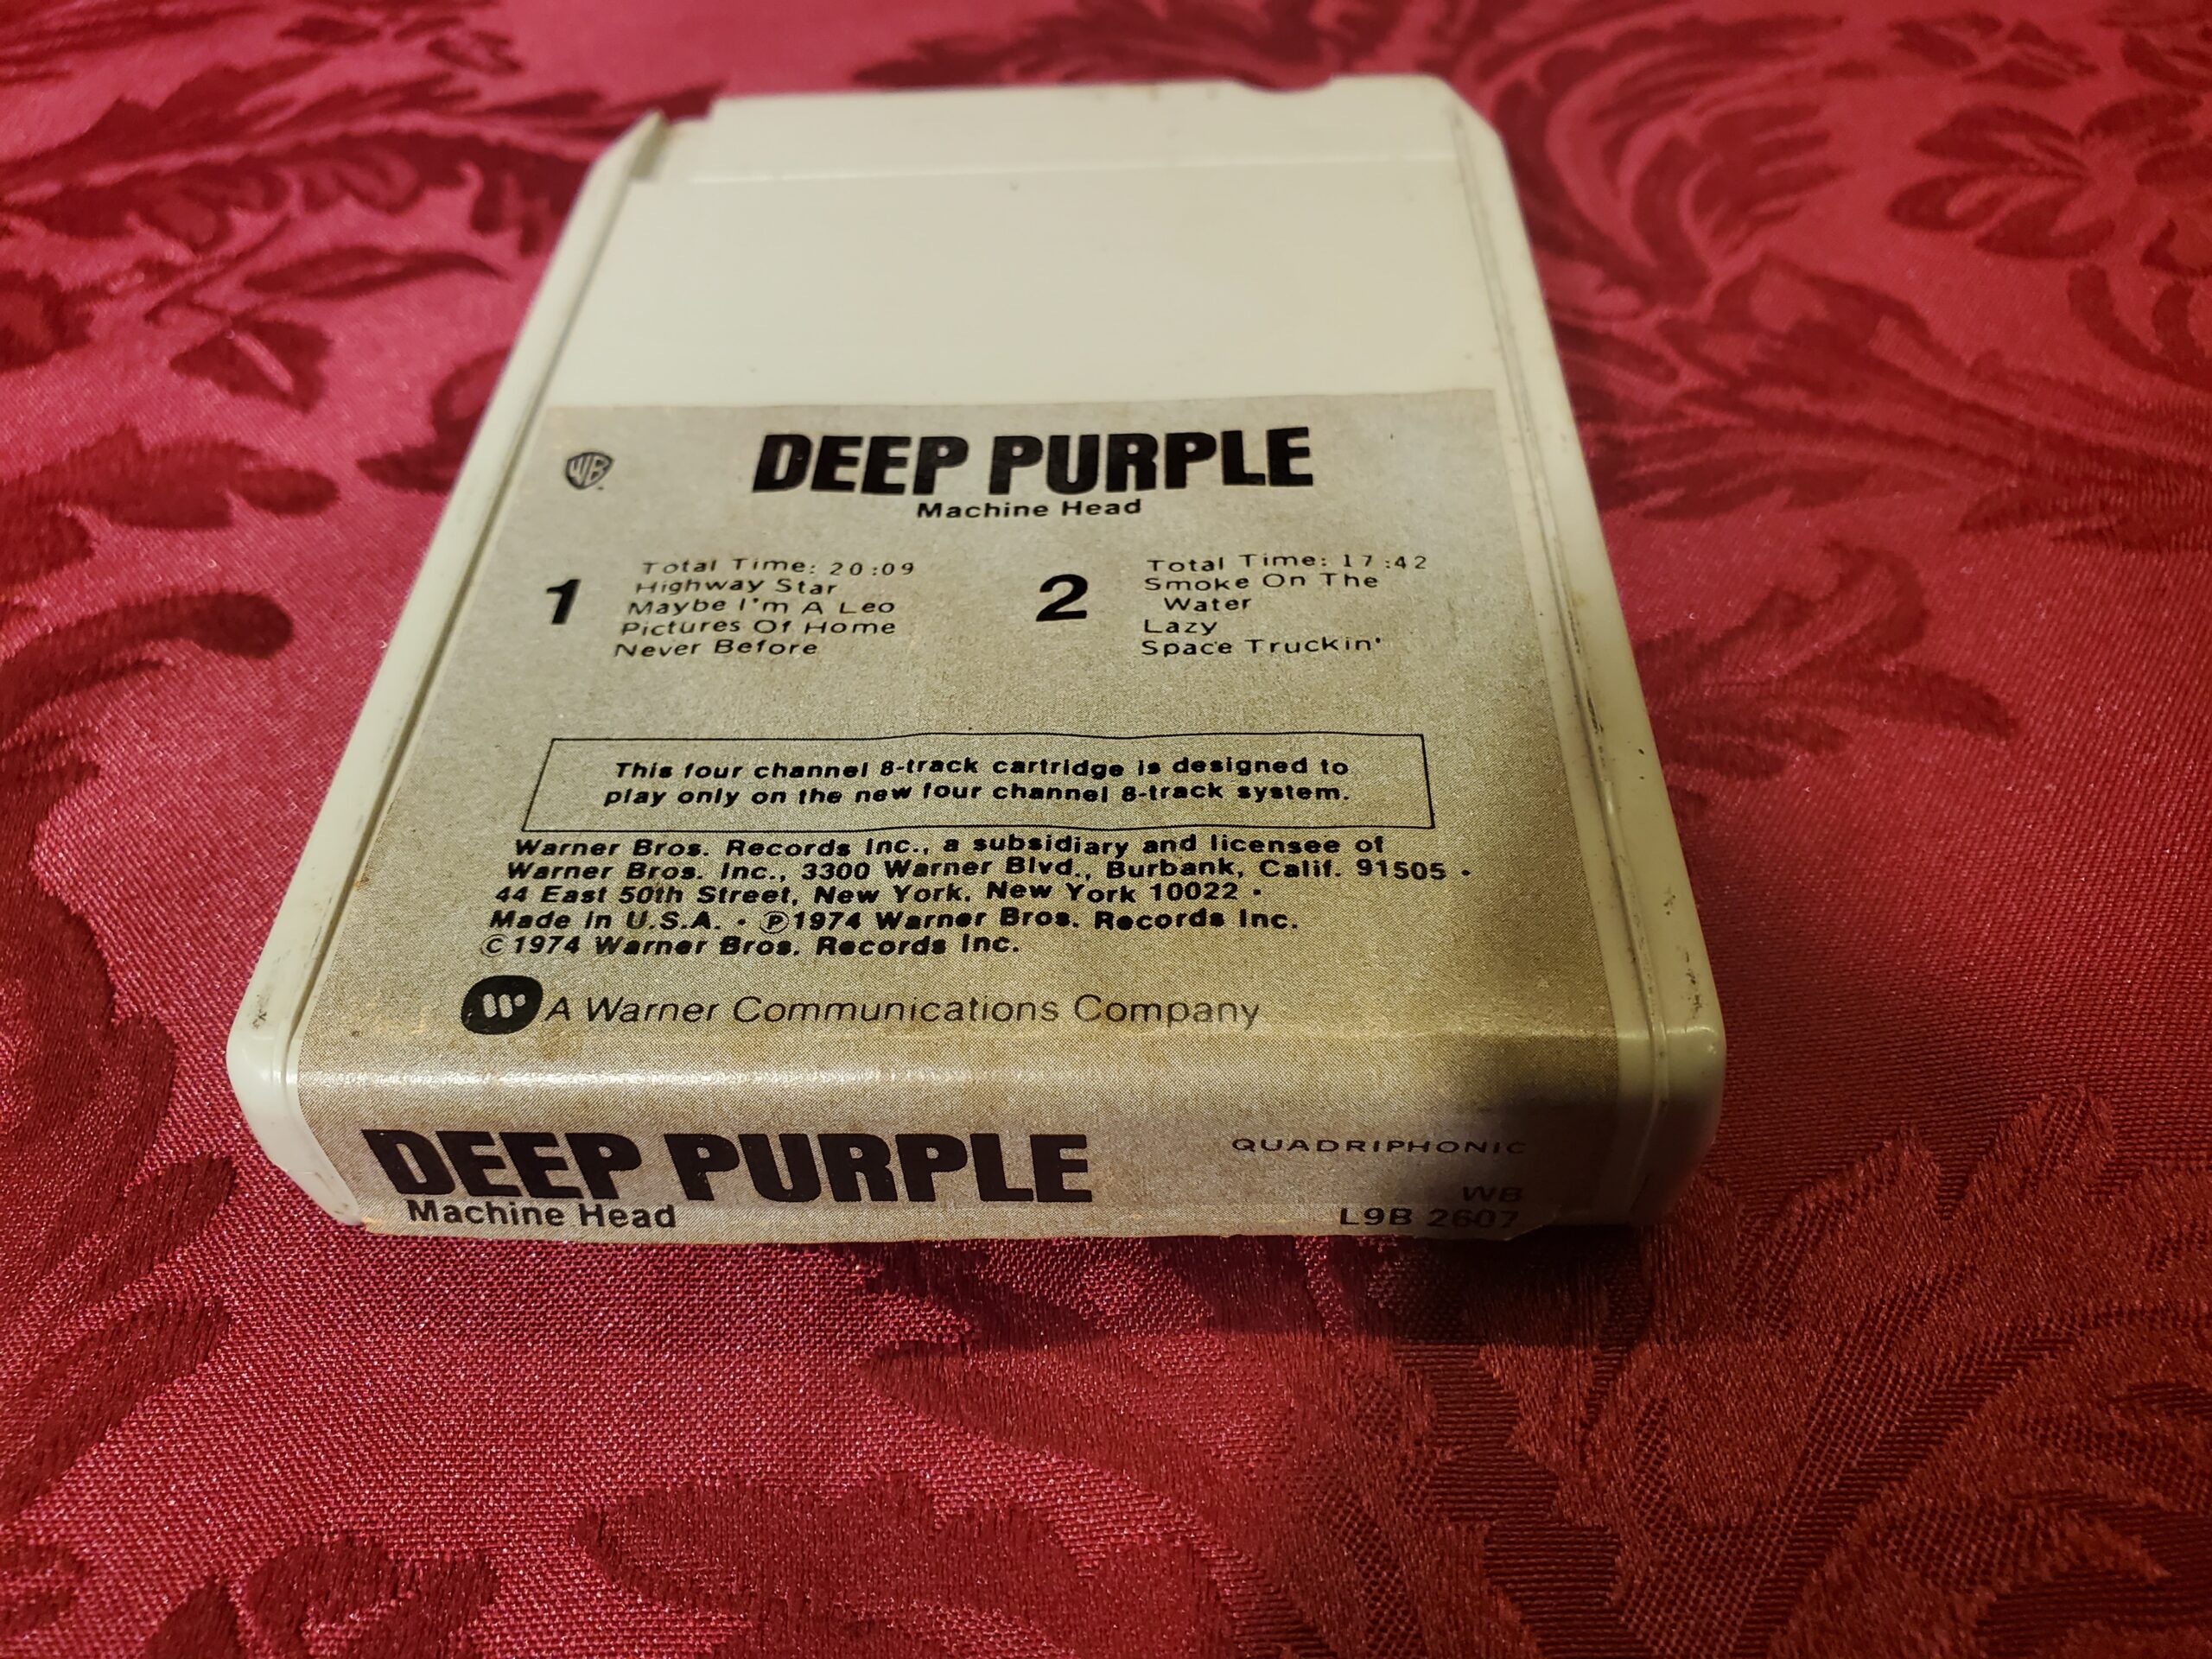 WB
DEEP PURPLE
Machine Head
1
Total Time: 20:09
Highway Star
Maybe I'm A Leo
Pictures Of Home
Never Before
2
Total Time: 17:42
Smoke On The
Water
Lazy
Space Truckin'
This four channel 8-track cartridge is designed to
play only on the new four channel 8-track system.
Warner Bros. Records Inc., a subsidiary and licensee of
Warner Bros. Inc., 3300 Warner Blvd., Burbank, Calif. 91505 •
44 East 50th Street, New York, New York 10022 •
Made in U.S.A. • ℗1974 Warner Bros. Records Inc.
©1974 Warner Bros. Records Inc.
W A Warner Communications Company
DEEP PURPLE
Machine Head
QUADRIPHONIC
WB
L9B 2607